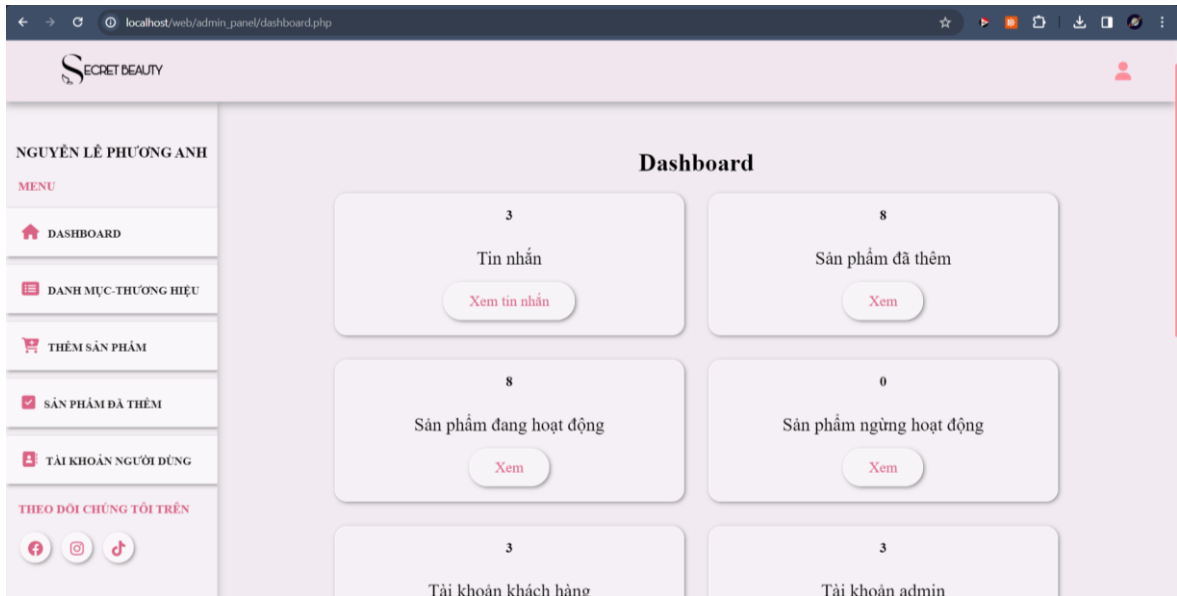 localhost/web/admin_panel/dashboard.php
SECRET BEAUTY
NGUYỄN LÊ PHƯƠNG ANH
MENU
DASHBOARD
DANH MỤC-THƯƠNG HIỆU
THÊM SẢN PHẨM
SẢN PHẨM ĐÃ THÊM
TÀI KHOẢN NGƯỜI DÙNG
THEO DÕI CHÚNG TÔI TRÊN
Dashboard
3
Tin nhắn
Xem tin nhắn
8
Sản phẩm đã thêm
Xem
8
Sản phẩm đang hoạt động
Xem
0
Sản phẩm ngừng hoạt động
Xem
3
Tài khoản khách hàng
3
Tài khoản admin